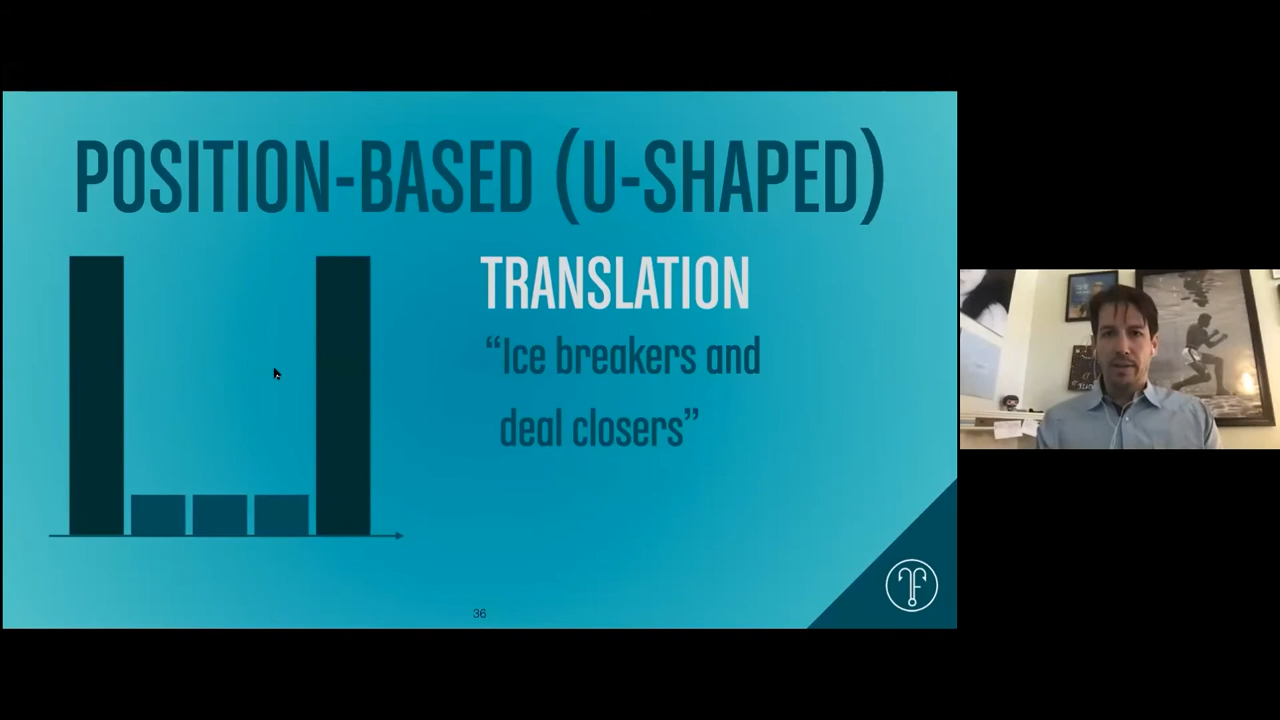 POSITION-BASED (U-SHAPED)
TRANSLATION
“Ice breakers and
deal closers”
36